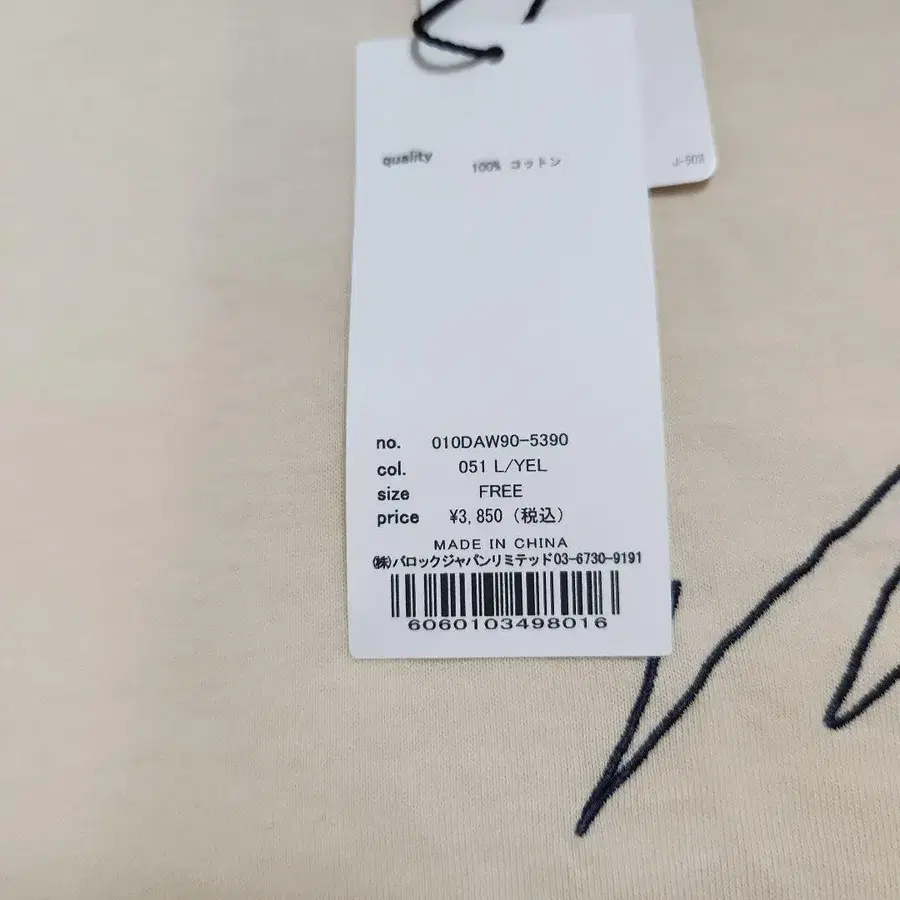 quality 100% コットン
J-503
no. 010DAW90-5390
col. 051 L/YEL
size FREE
price ¥3,850 (税込)
MADE IN CHINA
㈱バロックジャパンリミテッド03-6730-9191
6060103498016